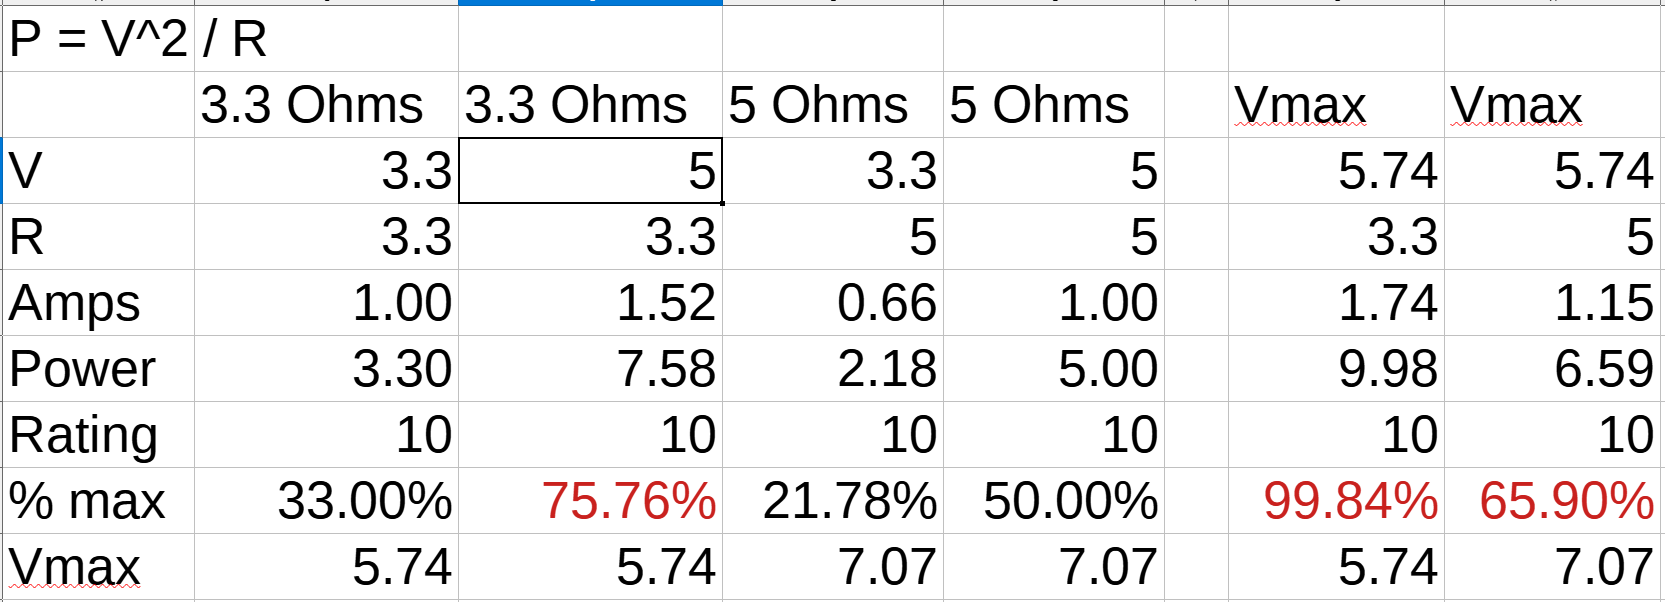 P = V^2 / R
3.3 Ohms 3.3 Ohms 5 Ohms 5 Ohms Vmax Vmax
V 3.3 5 3.3 5 5.74 5.74
R 3.3 3.3 5 5 3.3 5
Amps 1.00 1.52 0.66 1.00 1.74 1.15
Power 3.30 7.58 2.18 5.00 9.98 6.59
Rating 10 10 10 10 10 10
% max 33.00% 75.76% 21.78% 50.00% 99.84% 65.90%
Vmax 5.74 5.74 7.07 7.07 5.74 7.07